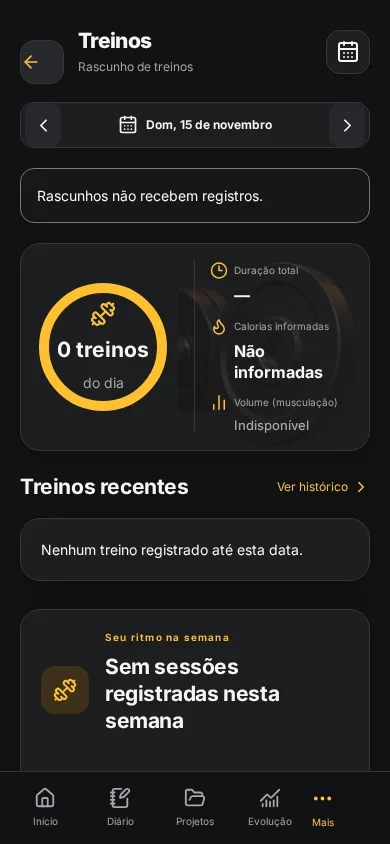 Treinos
Rascunho de treinos
Dom, 15 de novembro
Rascunhos não recebem registros.
0 treinos
do dia
Duração total
—
Calorias informadas
Não
informadas
Volume (musculação)
Indisponível
Treinos recentes
Ver histórico
Nenhum treino registrado até esta data.
Seu ritmo na semana
Sem sessões
registradas nesta
semana
Início
Diário
Projetos
Evolução
Mais